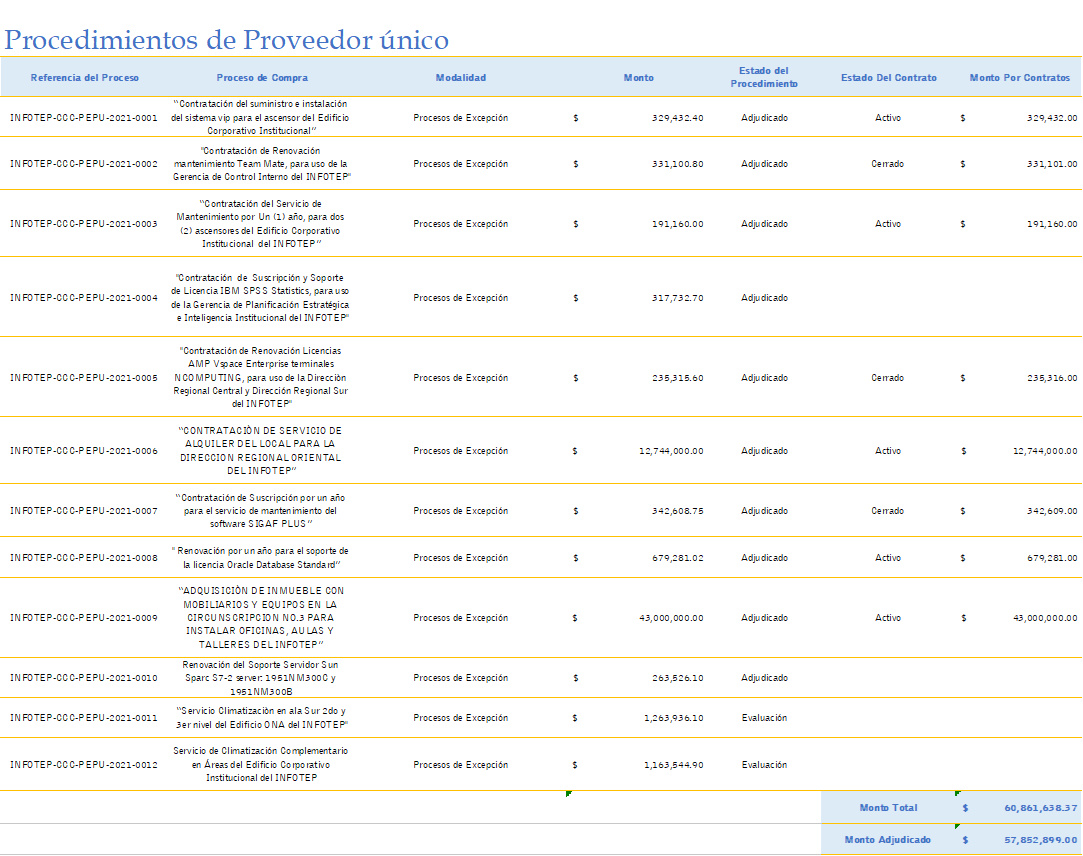 Procedimientos de Proveedor único
Referencia del Proceso Proceso de Compra Modalidad Monto Estado del Procedimiento Estado Del Contrato Monto Por Contratos
INFOTEP-CCC-PEPU-2021-0001 “Contratación del suministro e instalación del sistema vip para el ascensor del Edificio Corporativo Institucional” Procesos de Excepción $ 329,432.40 Adjudicado Activo $ 329,432.00
INFOTEP-CCC-PEPU-2021-0002 "Contratación de Renovación mantenimiento Team Mate, para uso de la Gerencia de Control Interno del INFOTEP" Procesos de Excepción $ 331,100.80 Adjudicado Cerrado $ 331,101.00
INFOTEP-CCC-PEPU-2021-0003 “Contratación del Servicio de Mantenimiento por Un (1) año, para dos (2) ascensores del Edificio Corporativo Institucional del INFOTEP” Procesos de Excepción $ 191,160.00 Adjudicado Activo $ 191,160.00
INFOTEP-CCC-PEPU-2021-0004 "Contratación de Suscripción y Soporte de Licencia IBM SPSS Statistics, para uso de la Gerencia de Planificación Estratégica e Inteligencia Institucional del INFOTEP" Procesos de Excepción $ 317,732.70 Adjudicado
INFOTEP-CCC-PEPU-2021-0005 "Contratación de Renovación Licencias AMP Vspace Enterprise terminales NCOMPUTING, para uso de la Dirección Regional Central y Dirección Regional Sur del INFOTEP" Procesos de Excepción $ 235,315.60 Adjudicado Cerrado $ 235,316.00
INFOTEP-CCC-PEPU-2021-0006 “CONTRATACIÒN DE SERVICIO DE ALQUILER DEL LOCAL PARA LA DIRECCION REGIONAL ORIENTAL DEL INFOTEP” Procesos de Excepción $ 12,744,000.00 Adjudicado Activo $ 12,744,000.00
INFOTEP-CCC-PEPU-2021-0007 “Contratación de Suscripción por un año para el servicio de mantenimiento del software SIGAF PLUS” Procesos de Excepción $ 342,608.75 Adjudicado Cerrado $ 342,609.00
INFOTEP-CCC-PEPU-2021-0008 " Renovación por un año para el soporte de la licencia Oracle Database Standard” Procesos de Excepción $ 679,281.02 Adjudicado Activo $ 679,281.00
INFOTEP-CCC-PEPU-2021-0009 “ADQUISICIÒN DE INMUEBLE CON MOBILIARIOS Y EQUIPOS EN LA CIRCUNSCRIPCION NO.3 PARA INSTALAR OFICINAS, AULAS Y TALLERES DEL INFOTEP” Procesos de Excepción $ 43,000,000.00 Adjudicado Activo $ 43,000,000.00
INFOTEP-CCC-PEPU-2021-0010 Renovación del Soporte Servidor Sun Sparc S7-2 server: 1951NM300C y 1951NM300B Procesos de Excepción $ 263,526.10 Adjudicado
INFOTEP-CCC-PEPU-2021-0011 “Servicio Climatización en ala Sur 2do y 3er nivel del Edificio ONA del INFOTEP" Procesos de Excepción $ 1,263,936.10 Evaluación
INFOTEP-CCC-PEPU-2021-0012 Servicio de Climatización Complementario en Áreas del Edificio Corporativo Institucional del INFOTEP Procesos de Excepción $ 1,163,544.90 Evaluación
Monto Total $ 60,861,638.37
Monto Adjudicado $ 57,852,899.00